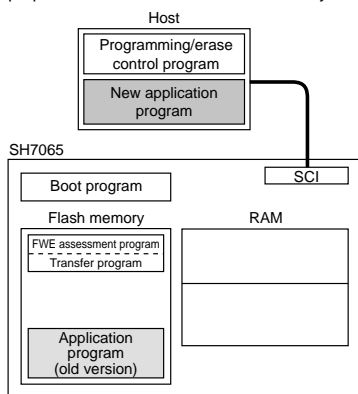 Host
Programming/erase
control program
New application
program
SH7065
SCI
Boot program
Flash memory
RAM
FWE assessment program
Transfer program
Application
program
(old version)